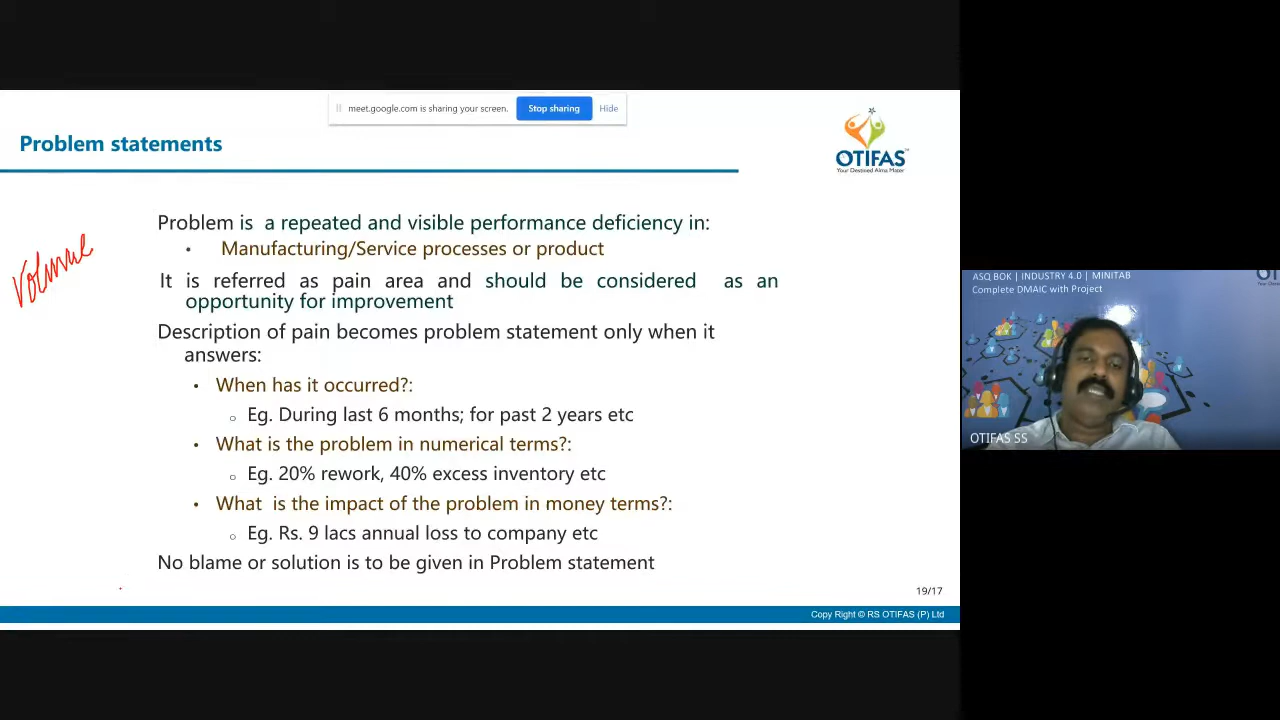 meet.google.com is sharing your screen. Stop sharing Hide
Problem statements
OTIFAS
Your Destined Alma Mater
Problem is a repeated and visible performance deficiency in:
• Manufacturing/Service processes or product
It is referred as pain area and should be considered as an
opportunity for improvement
Volume
Description of pain becomes problem statement only when it
answers:
• When has it occurred?:
o Eg. During last 6 months; for past 2 years etc
• What is the problem in numerical terms?:
o Eg. 20% rework, 40% excess inventory etc
• What is the impact of the problem in money terms?:
o Eg. Rs. 9 lacs annual loss to company etc
No blame or solution is to be given in Problem statement
19/17
Copy Right © RS OTIFAS (P) Ltd
ASQ BOK | INDUSTRY 4.0 | MINITAB
Complete DMAIC with Project
OTIFAS SS